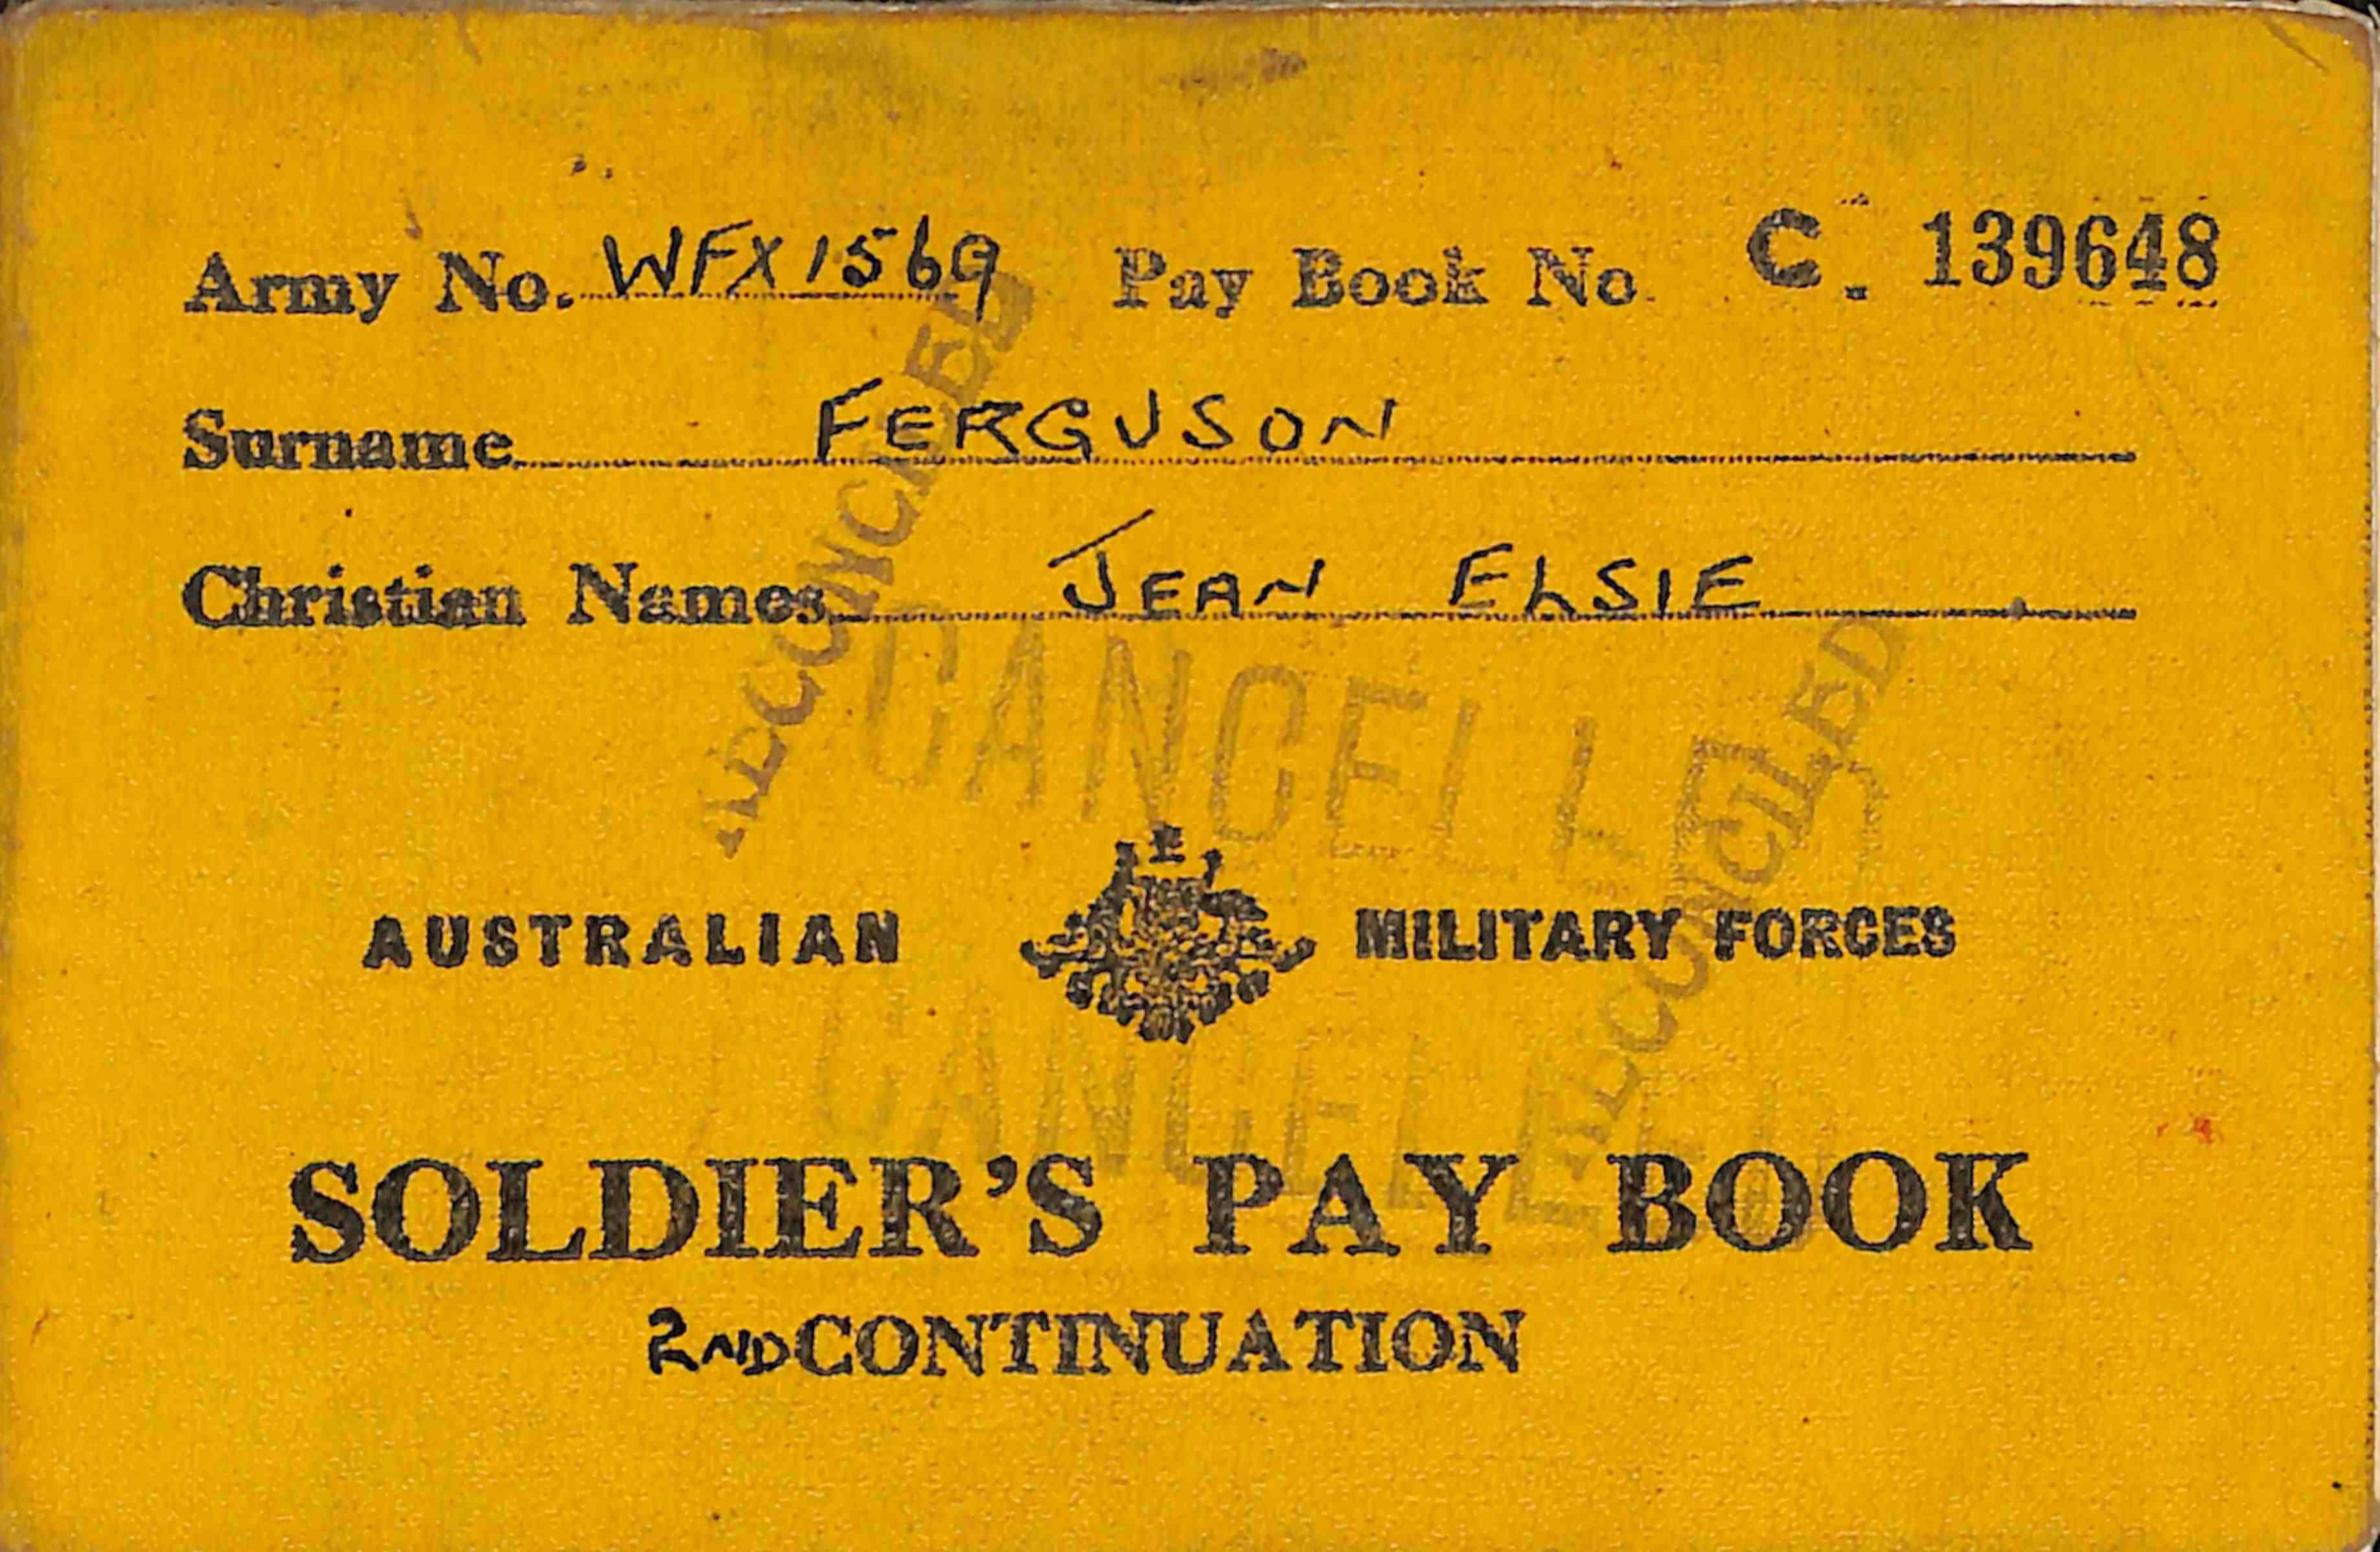 Army No. WFX1569 Pay Book No. C. 139648
Surname FERGUSON
Christian Names JEAN ELSIE
RECONCILED
CANCELLED
RECONCILED
AUSTRALIAN MILITARY FORCES
CANCELLED
SOLDIER'S PAY BOOK
2ND CONTINUATION